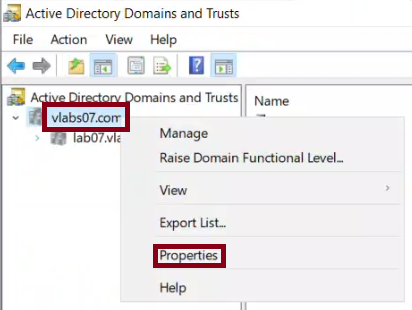 Active Directory Domains and Trusts
File Action View Help
Active Directory Domains and Trusts
Name
vlabs07.com
lab07.vla
Manage
Raise Domain Functional Level...
View
Export List...
Properties
Help